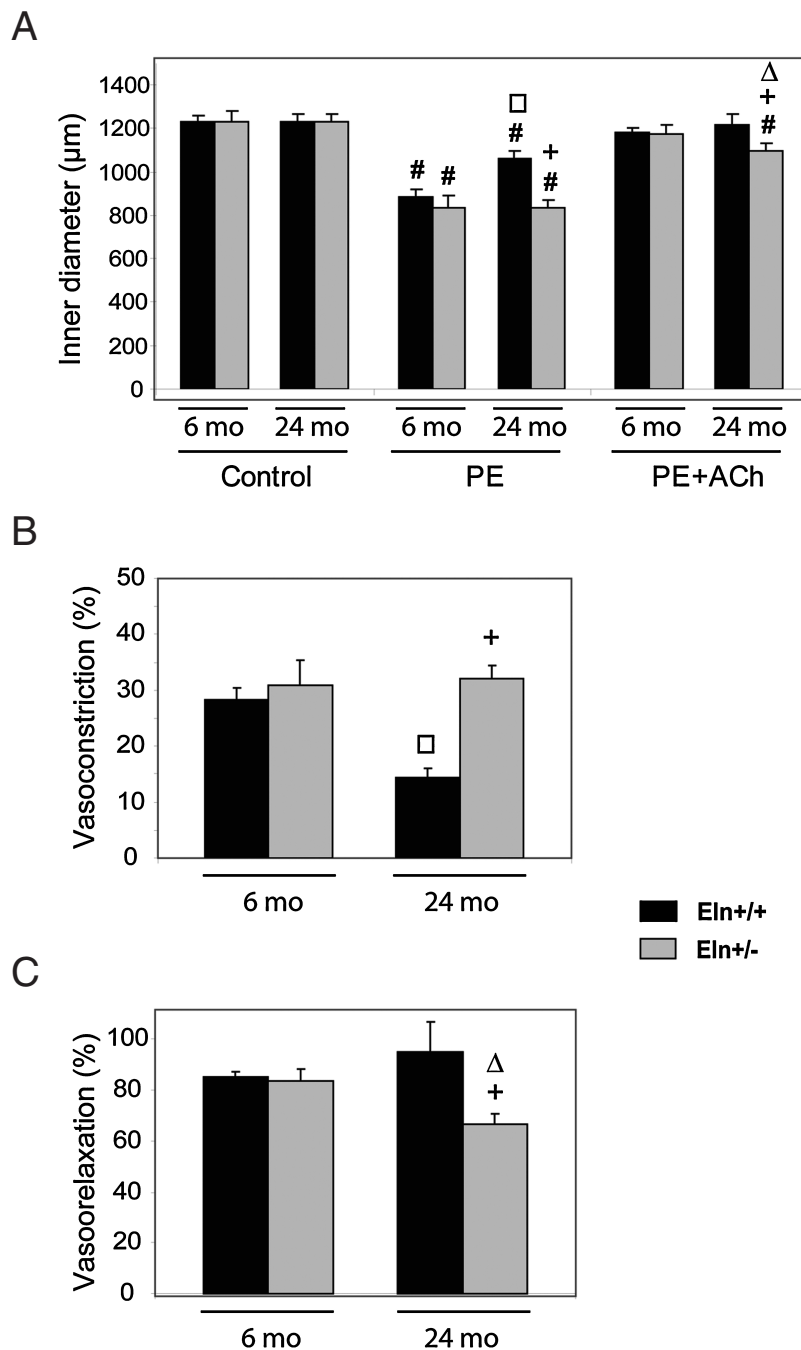 A
Inner diameter (µm)
1400
1200
1000
800
600
400
200
0
□
#
#
#
+
#
Δ
+
#
6 mo 24 mo 6 mo 24 mo 6 mo 24 mo
Control PE PE+ACh
B
Vasoconstriction (%)
50
40
30
20
10
0
□
+
6 mo 24 mo
Eln+/+
Eln+/-
C
Vasoorelaxation (%)
100
80
60
40
20
0
Δ
+
6 mo 24 mo